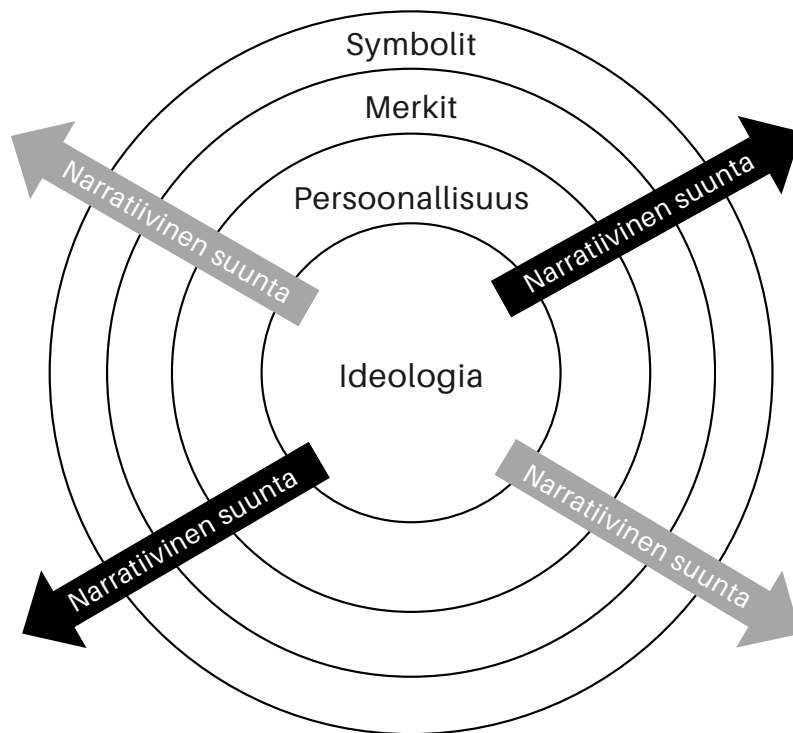 Symbolit
Merkit
Persoonallisuus
Narratiivinen suunta
Narratiivinen suunta
Ideologia
Narratiivinen suunta
Narratiivinen suunta